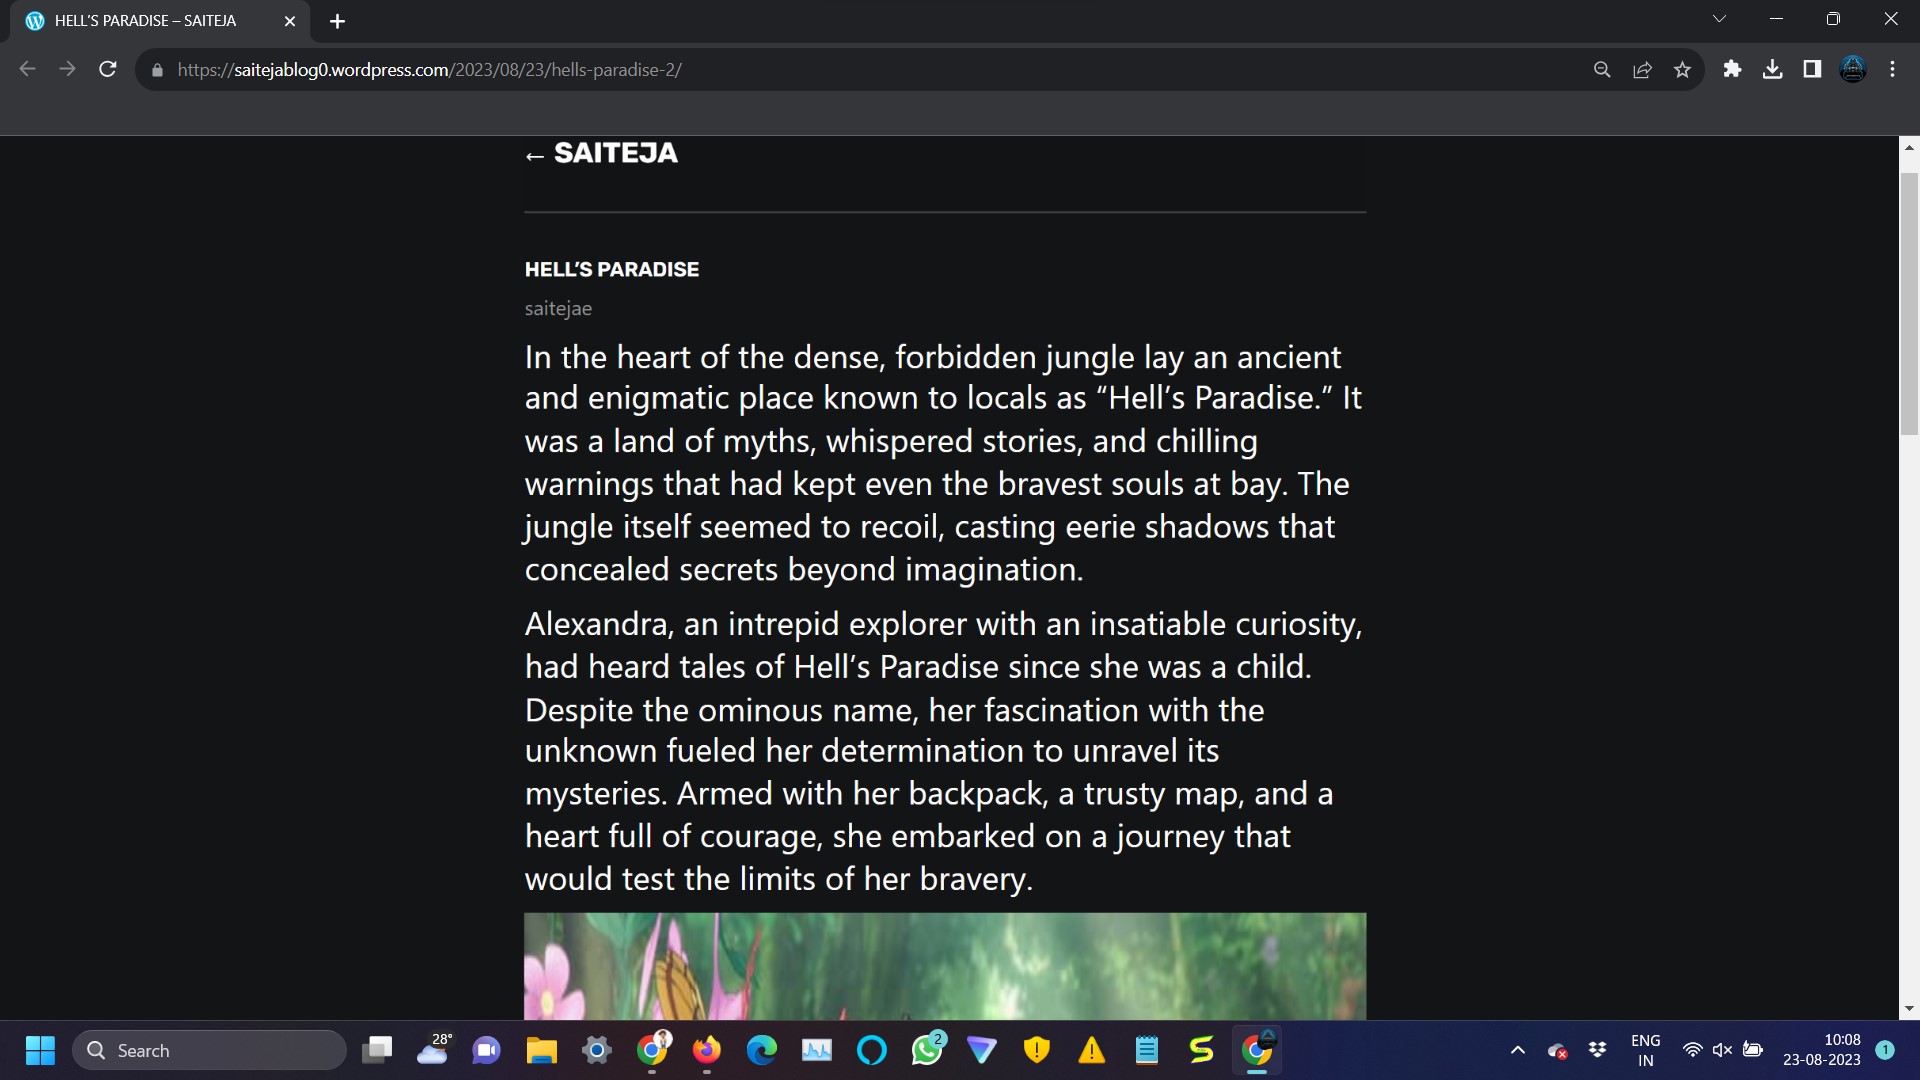 HELL'S PARADISE – SAITEJA
https://saitejablog0.wordpress.com/2023/08/23/hells-paradise-2/
← SAITEJA
HELL'S PARADISE
saitejae
In the heart of the dense, forbidden jungle lay an ancient
and enigmatic place known to locals as “Hell’s Paradise.” It
was a land of myths, whispered stories, and chilling
warnings that had kept even the bravest souls at bay. The
jungle itself seemed to recoil, casting eerie shadows that
concealed secrets beyond imagination.
Alexandra, an intrepid explorer with an insatiable curiosity,
had heard tales of Hell’s Paradise since she was a child.
Despite the ominous name, her fascination with the
unknown fueled her determination to unravel its
mysteries. Armed with her backpack, a trusty map, and a
heart full of courage, she embarked on a journey that
would test the limits of her bravery.
Search
28°
2
ENG
IN
10:08
23-08-2023
1